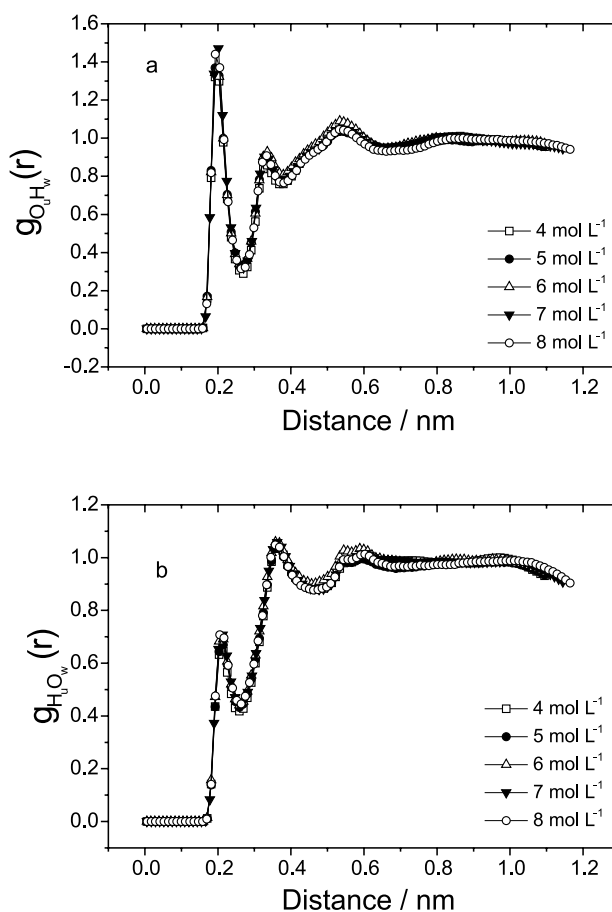 a
1.6
1.4
1.2
1.0
0.8
0.6
0.4
0.2
0.0
-0.2
g_{O_uH_w}(r)
4 mol L⁻¹
5 mol L⁻¹
6 mol L⁻¹
7 mol L⁻¹
8 mol L⁻¹
0.0 0.2 0.4 0.6 0.8 1.0 1.2
Distance / nm
b
1.2
1.0
0.8
0.6
0.4
0.2
0.0
g_{H_uO_w}(r)
4 mol L⁻¹
5 mol L⁻¹
6 mol L⁻¹
7 mol L⁻¹
8 mol L⁻¹
0.0 0.2 0.4 0.6 0.8 1.0 1.2
Distance / nm